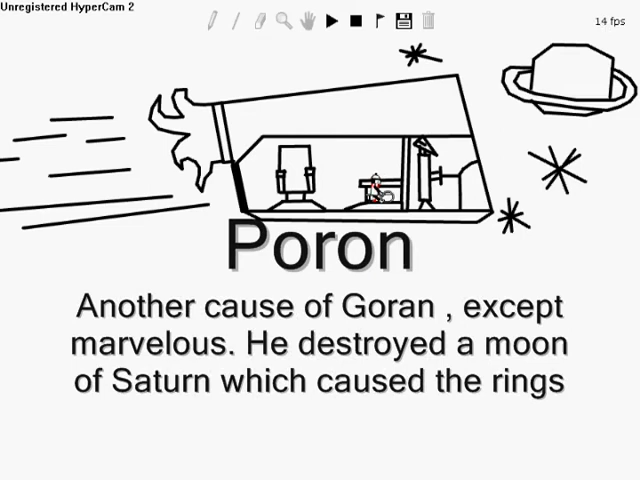 Unregistered HyperCam 2
14 fps
Poron
Another cause of Goran , except
marvelous. He destroyed a moon
of Saturn which caused the rings